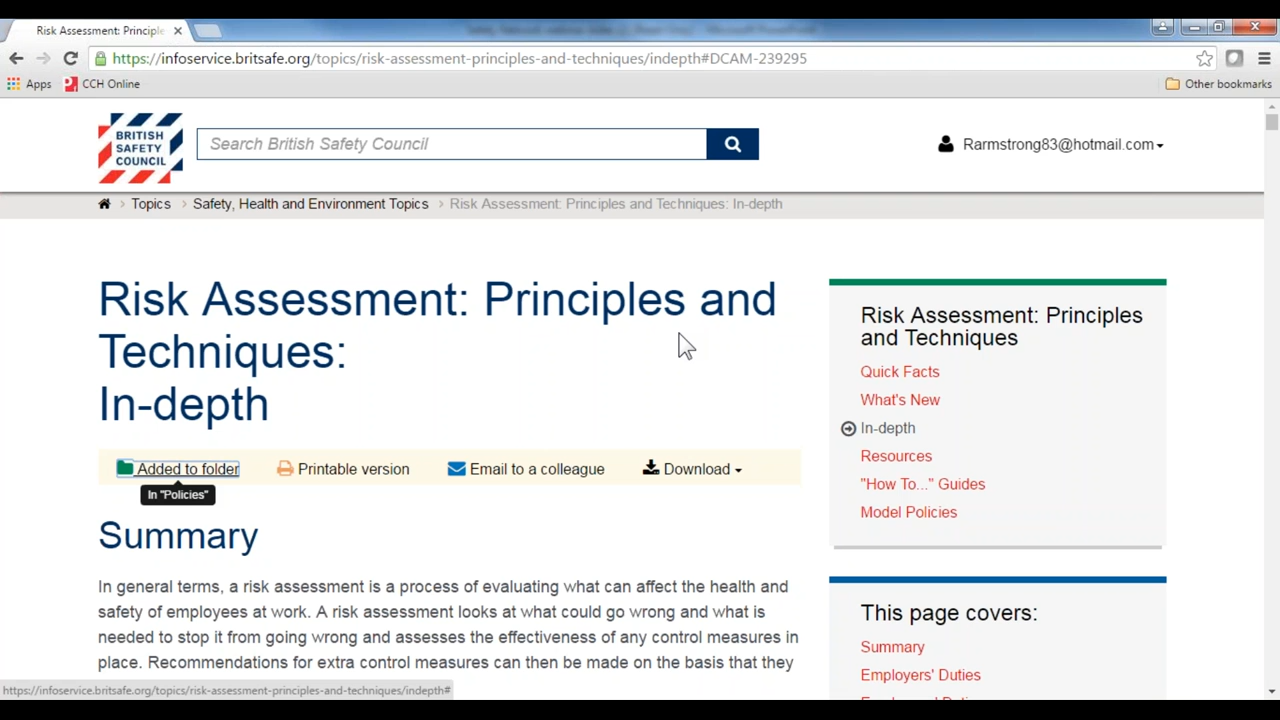 Risk Assessment: Principle
https://infoservice.britsafe.org/topics/risk-assessment-principles-and-techniques/indepth#DCAM-239295
Apps CCH Online Other bookmarks
BRITISH
SAFETY
COUNCIL
Search British Safety Council
Rarmstrong83@hotmail.com
Topics > Safety, Health and Environment Topics > Risk Assessment: Principles and Techniques: In-depth
Risk Assessment: Principles and
Techniques:
In-depth
Added to folder Printable version Email to a colleague Download
In "Policies"
Summary
In general terms, a risk assessment is a process of evaluating what can affect the health and
safety of employees at work. A risk assessment looks at what could go wrong and what is
needed to stop it from going wrong and assesses the effectiveness of any control measures in
place. Recommendations for extra control measures can then be made on the basis that they
Risk Assessment: Principles
and Techniques
Quick Facts
What's New
In-depth
Resources
"How To..." Guides
Model Policies
This page covers:
Summary
Employers' Duties
https://infoservice.britsafe.org/topics/risk-assessment-principles-and-techniques/indepth#